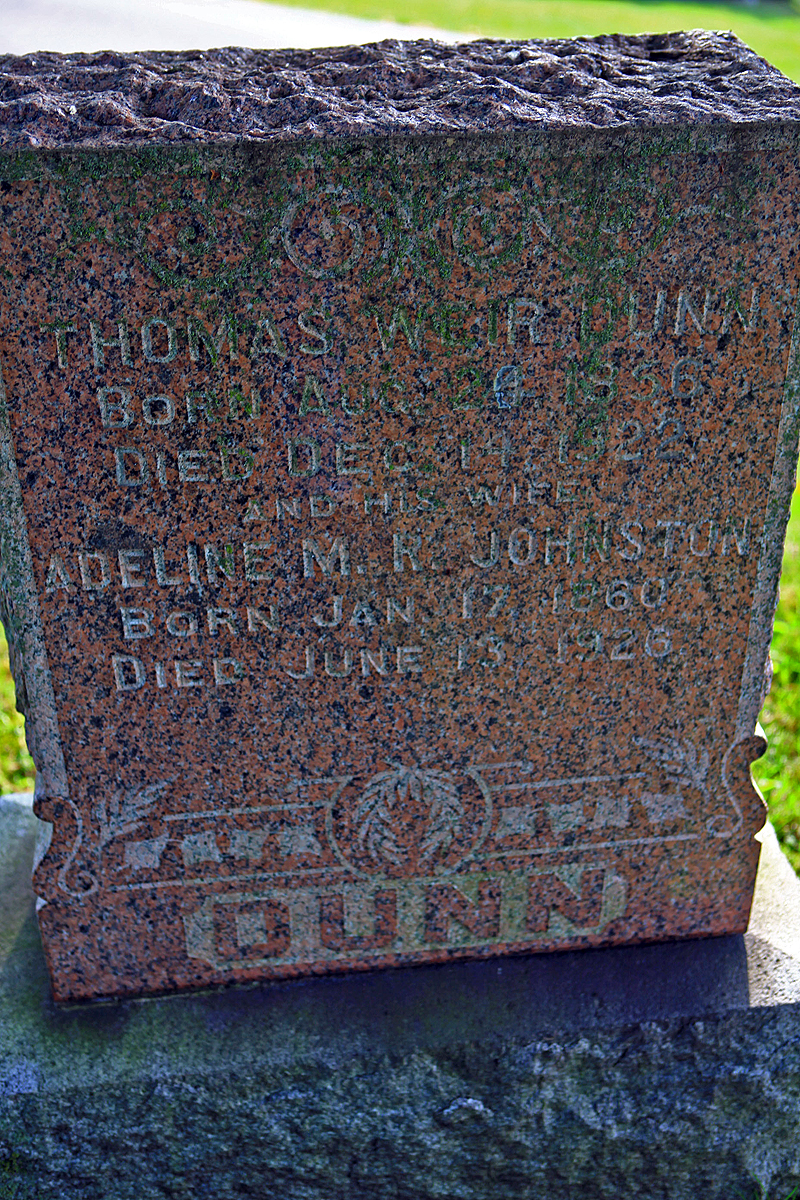 THOMAS WEIR DUNN
BORN AUG. 24 1856
DIED DEC. 14, 1922
AND HIS WIFE
ADELINE M. R. JOHNSTON
BORN JAN. 17, 1860
DIED JUNE 13, 1926
DUNN